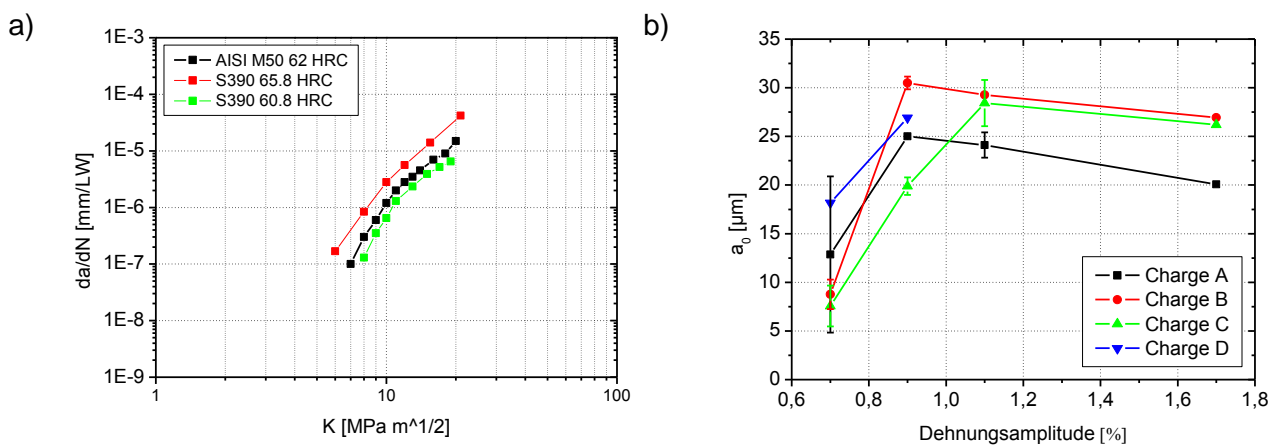 a)
1E-3
1E-4
1E-5
1E-6
1E-7
1E-8
1E-9
da/dN [mm/LW]
AISI M50 62 HRC
S390 65.8 HRC
S390 60.8 HRC
1 10 100
K [MPa m^1/2]
b)
35
30
25
20
15
10
5
0
a₀ [µm]
Charge A
Charge B
Charge C
Charge D
0,6 0,8 1,0 1,2 1,4 1,6 1,8
Dehnungsamplitude [%]